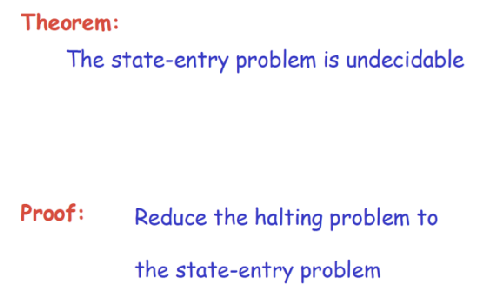 Theorem:
The state-entry problem is undecidable
Proof: Reduce the halting problem to
the state-entry problem